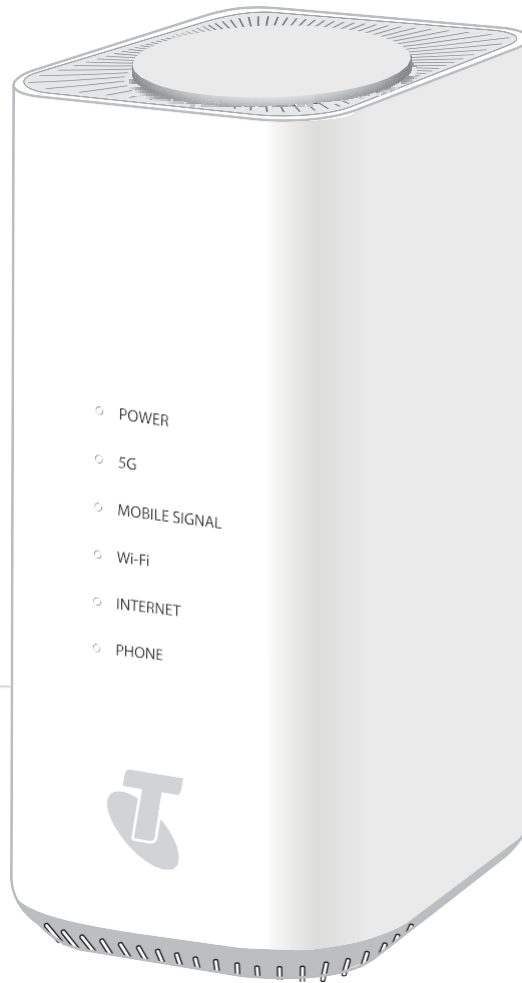 POWER
5G
MOBILE SIGNAL
Wi-Fi
INTERNET
PHONE
T